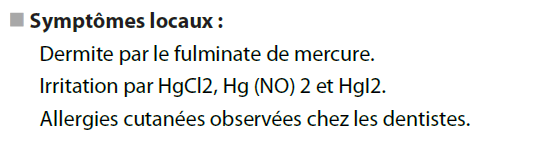 ■ Symptômes locaux :
Dermite par le fulminate de mercure.
Irritation par HgCl2, Hg (NO) 2 et HgI2.
Allergies cutanées observées chez les dentistes.